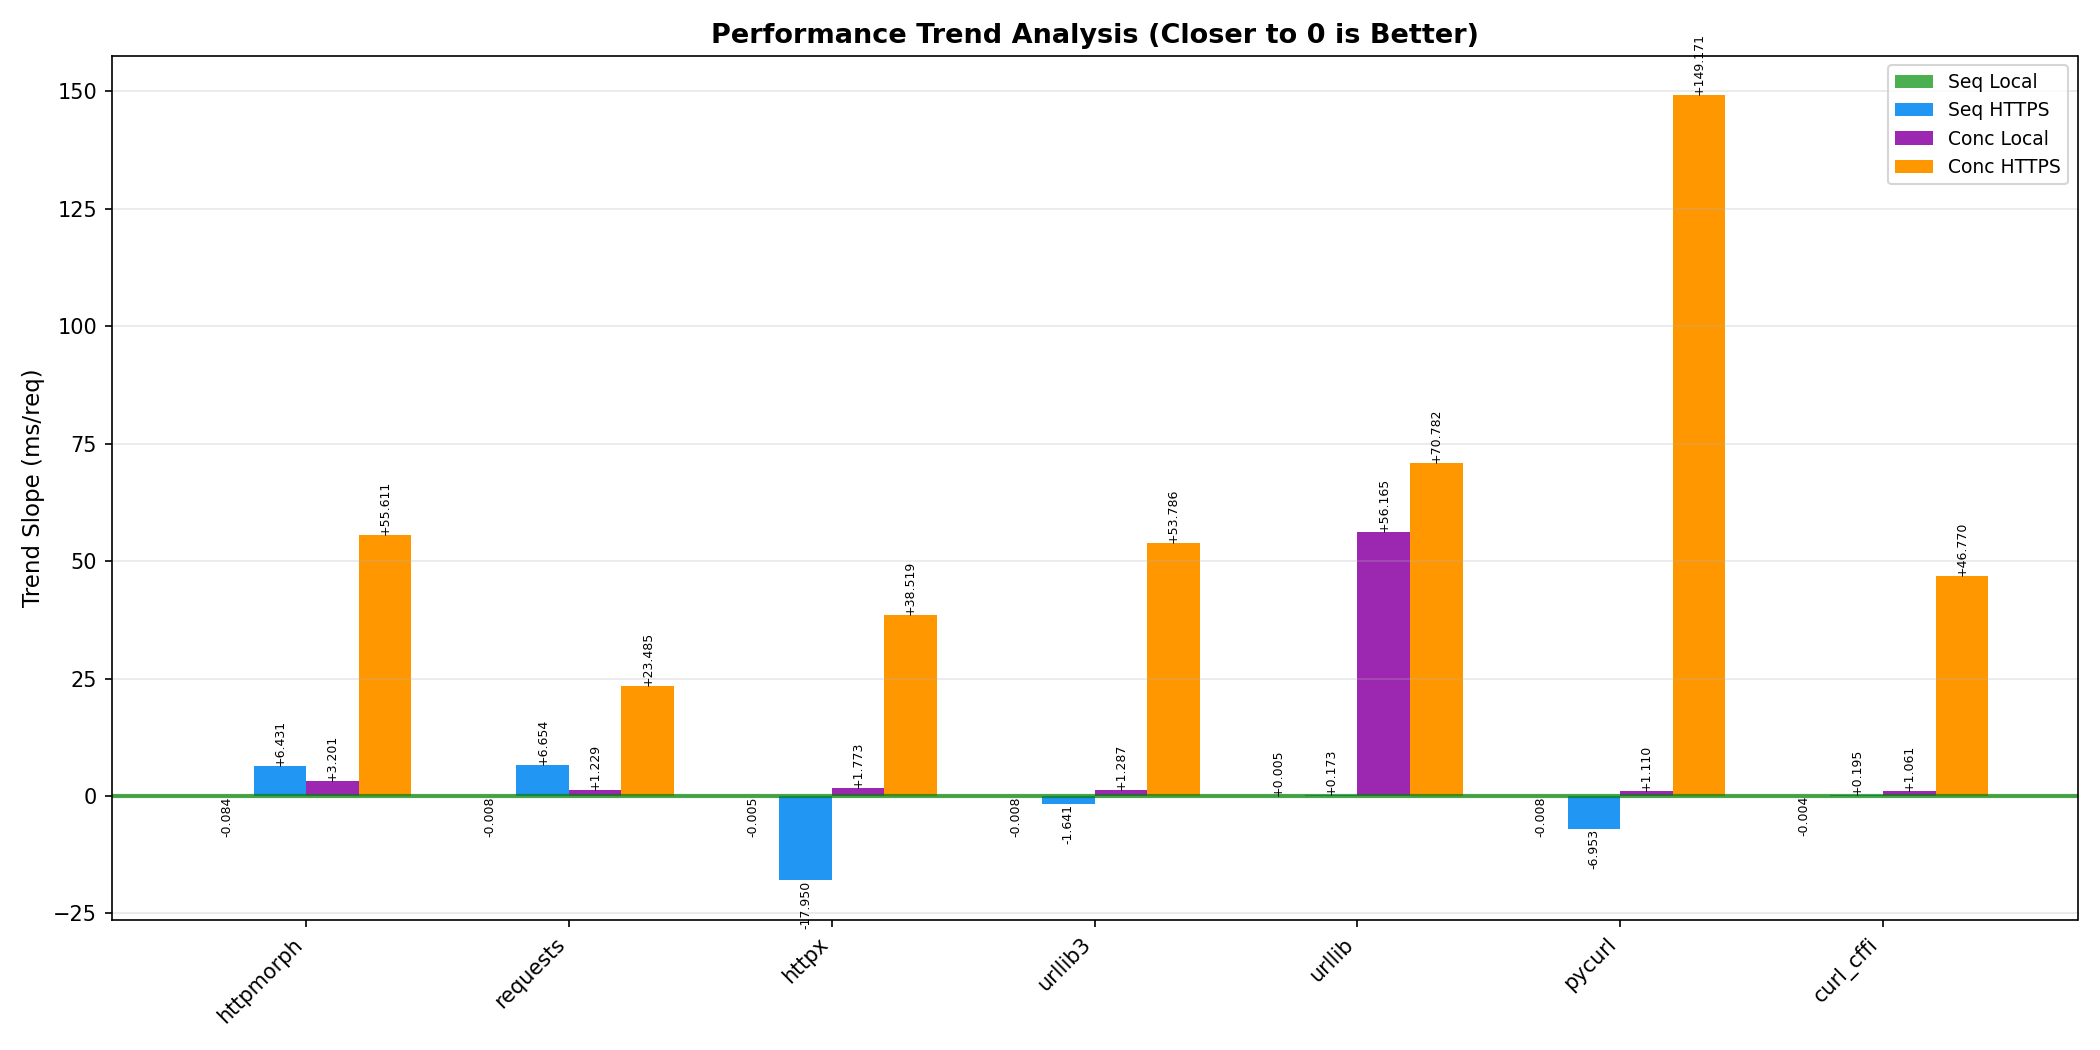 Performance Trend Analysis (Closer to 0 is Better)
Seq Local
Seq HTTPS
Conc Local
Conc HTTPS
Trend Slope (ms/req)
150
125
100
75
50
25
0
−25
-0.084
+6.431
+3.201
+55.611
-0.008
+6.654
+1.229
+23.485
-0.005
-17.950
+1.773
+38.519
-0.008
-1.641
+1.287
+53.786
+0.005
+0.173
+56.165
+70.782
-0.008
-6.953
+1.110
+149.171
-0.004
+0.195
+1.061
+46.770
httpmorph
requests
httpx
urllib3
urllib
pycurl
curl_cffi